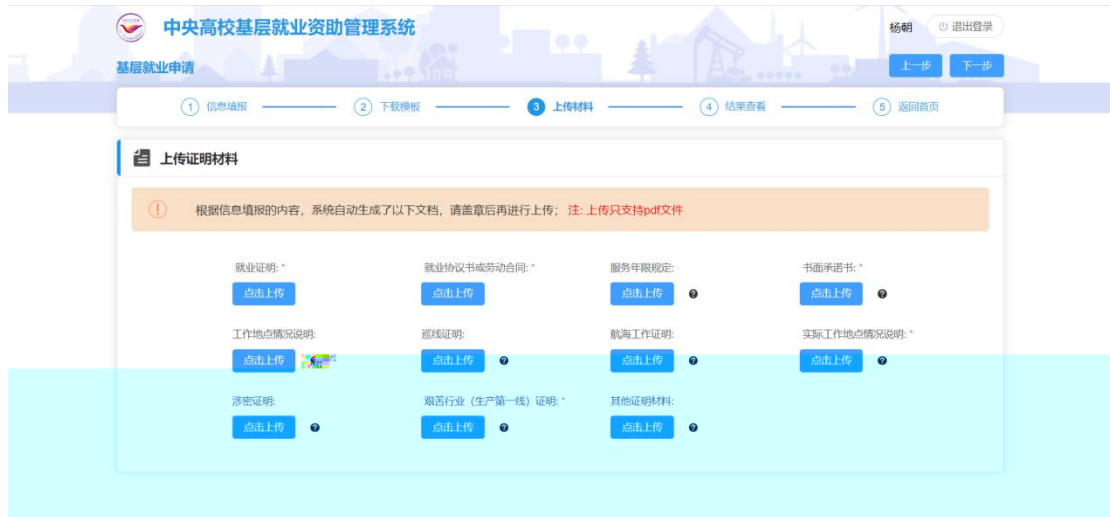 中央高校基层就业资助管理系统
杨朝
退出登录
基层就业申请
上一步
下一步
1 信息填报
2 下载模板
3 上传材料
4 结果查看
5 返回首页
上传证明材料
根据信息填报的内容，系统自动生成了以下文档，请盖章后再进行上传；注：上传只支持pdf文件
就业证明: * 就业协议书或劳动合同: * 服务年限规定: 书面承诺书: *
点击上传 点击上传 点击上传 点击上传
工作地点情况说明: 巡线证明: 航海工作证明: 实际工作地点情况说明: *
点击上传 点击上传 点击上传 点击上传
涉密证明: 艰苦行业（生产第一线）证明: * 其他证明材料:
点击上传 点击上传 点击上传